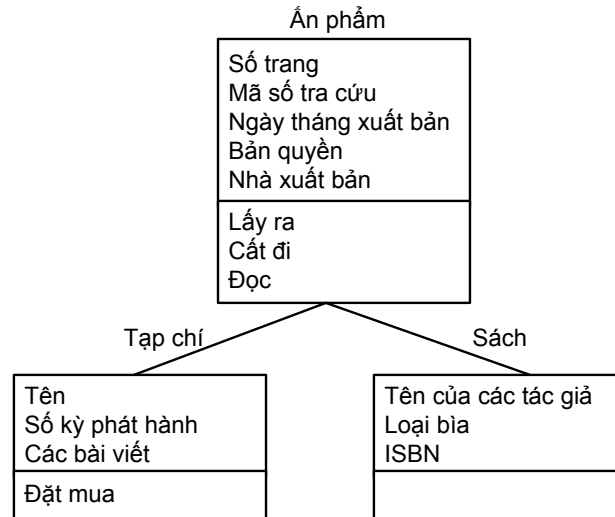 Ấn phẩm
Số trang
Mã số tra cứu
Ngày tháng xuất bản
Bản quyền
Nhà xuất bản
Lấy ra
Cất đi
Đọc
Tạp chí
Sách
Tên
Số kỳ phát hành
Các bài viết
Đặt mua
Tên của các tác giả
Loại bìa
ISBN